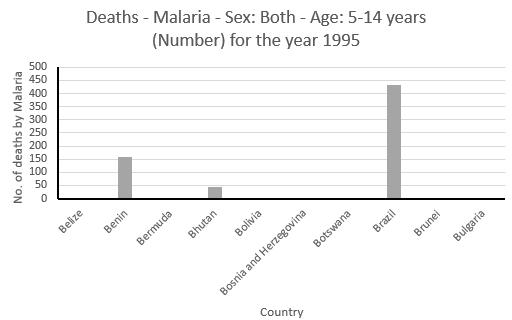 Deaths - Malaria - Sex: Both - Age: 5-14 years
(Number) for the year 1995
No. of deaths by Malaria
500
450
400
350
300
250
200
150
100
50
0
Belize
Benin
Bermuda
Bhutan
Bolivia
Bosnia and Herzegovina
Botswana
Brazil
Brunei
Bulgaria
Country